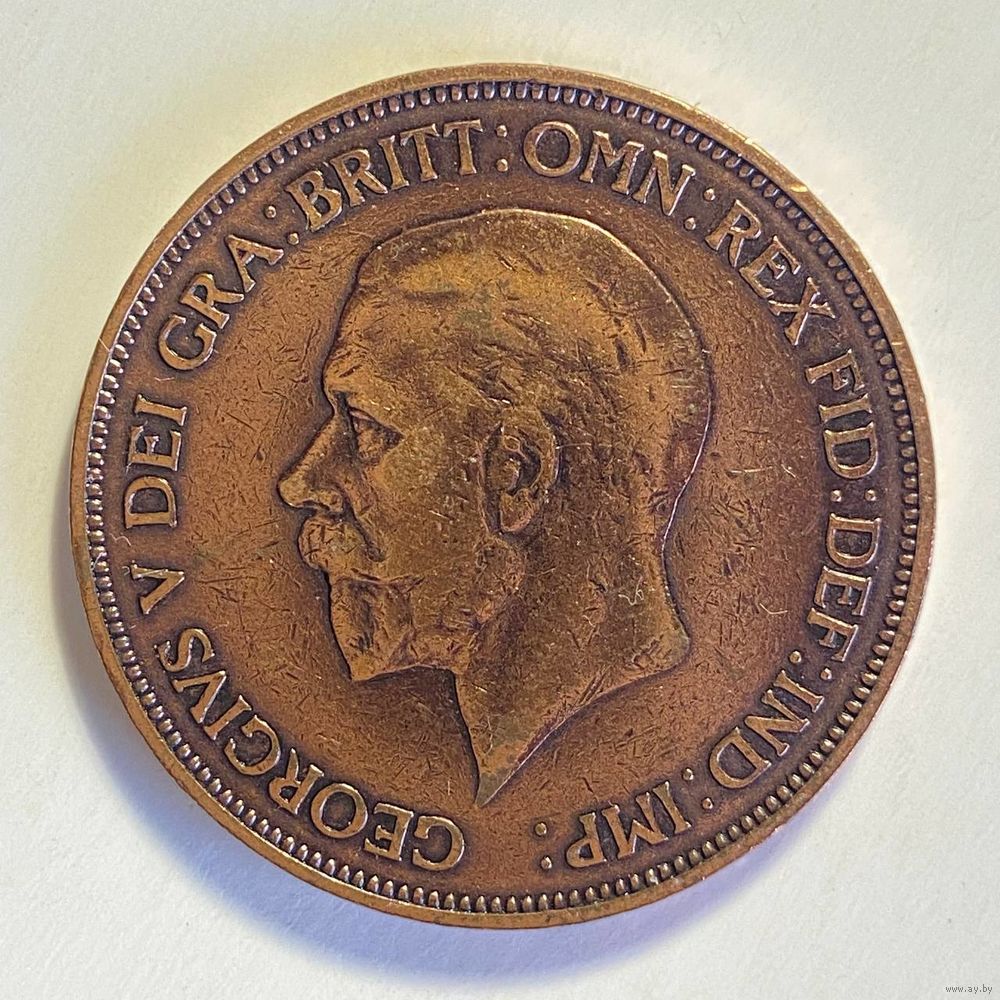 GEORGIVS V DEI GRA: BRITT: OMN: REX FID: DEF: IND: IMP:
www.ay.by